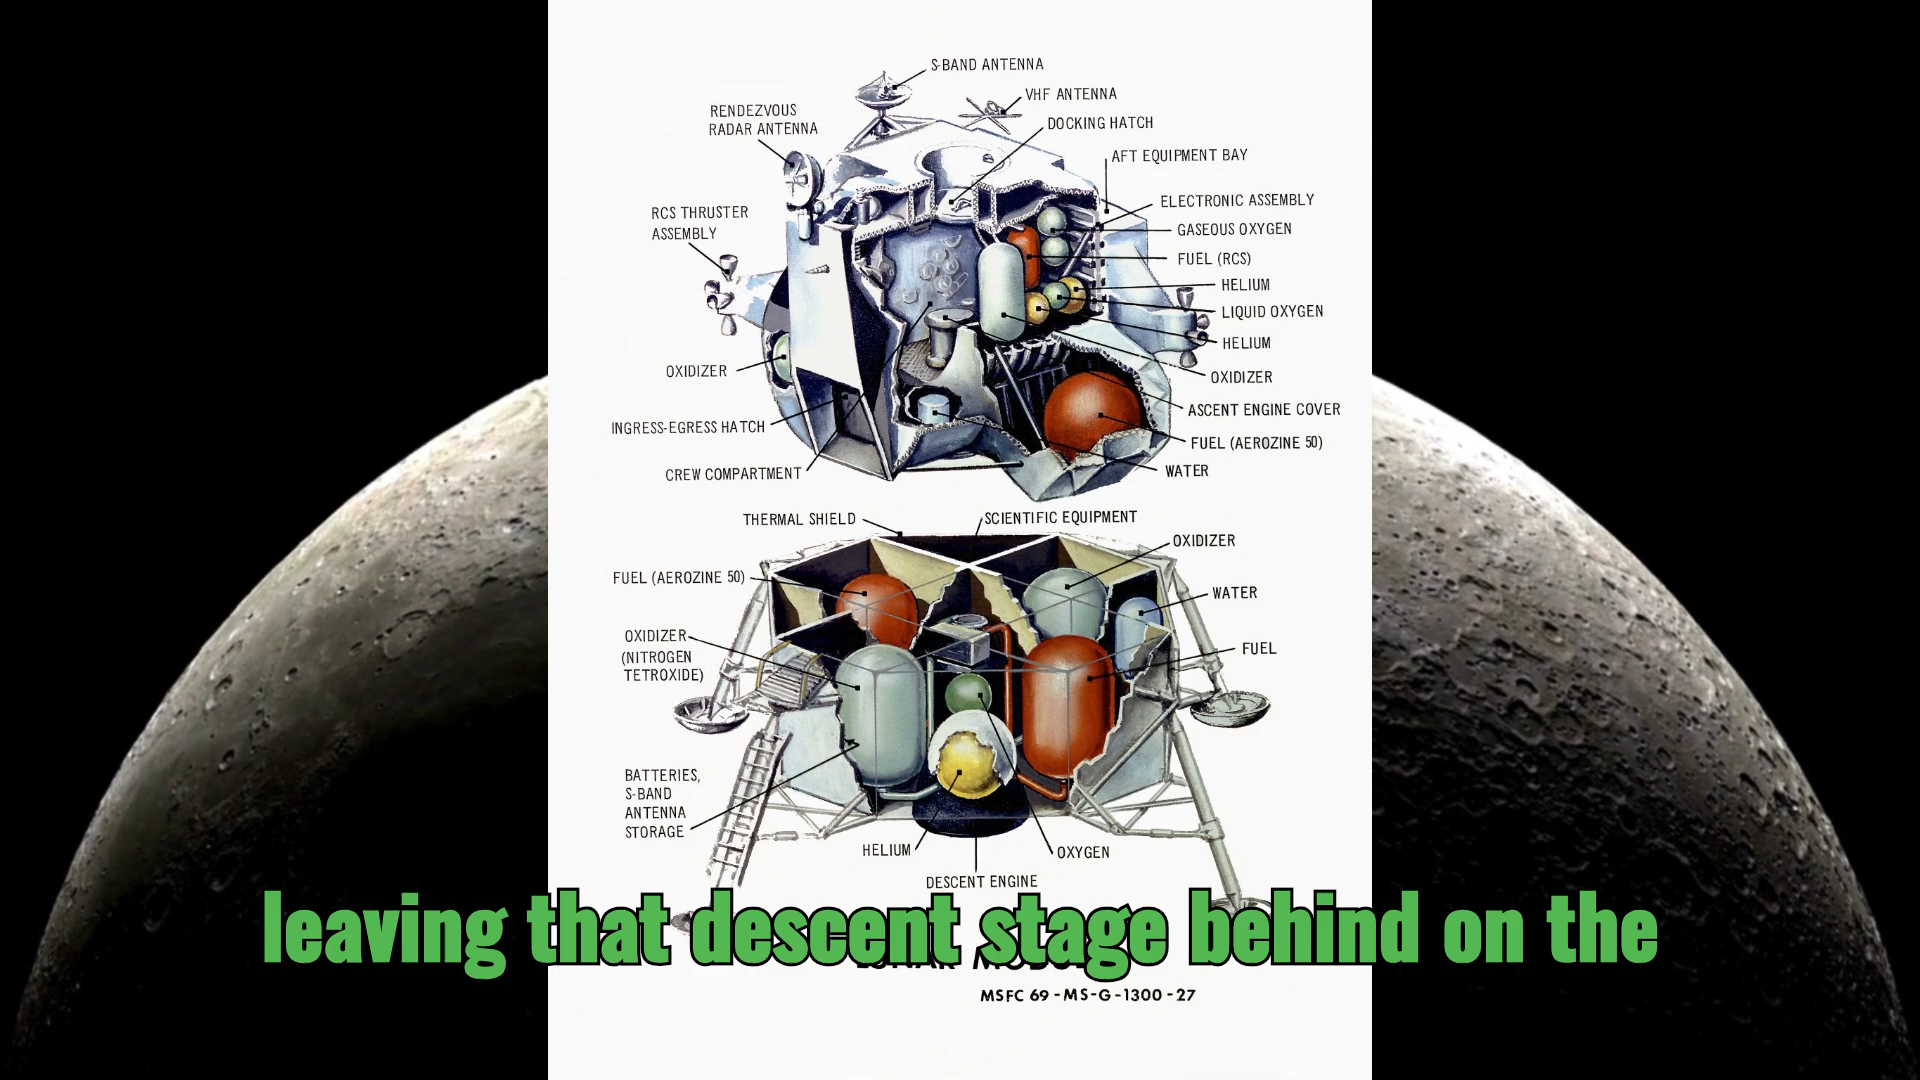 S-BAND ANTENNA
VHF ANTENNA
RENDEZVOUS
RADAR ANTENNA
DOCKING HATCH
AFT EQUIPMENT BAY
ELECTRONIC ASSEMBLY
RCS THRUSTER
ASSEMBLY
GASEOUS OXYGEN
FUEL (RCS)
HELIUM
LIQUID OXYGEN
HELIUM
OXIDIZER
OXIDIZER
ASCENT ENGINE COVER
INGRESS-EGRESS HATCH
FUEL (AEROZINE 50)
CREW COMPARTMENT
WATER
THERMAL SHIELD
SCIENTIFIC EQUIPMENT
OXIDIZER
FUEL (AEROZINE 50)
WATER
OXIDIZER
(NITROGEN
TETROXIDE)
FUEL
BATTERIES,
S-BAND
ANTENNA
STORAGE
HELIUM
OXYGEN
DESCENT ENGINE
leaving that descent stage behind on the
MSFC 69-MS-G-1300-27